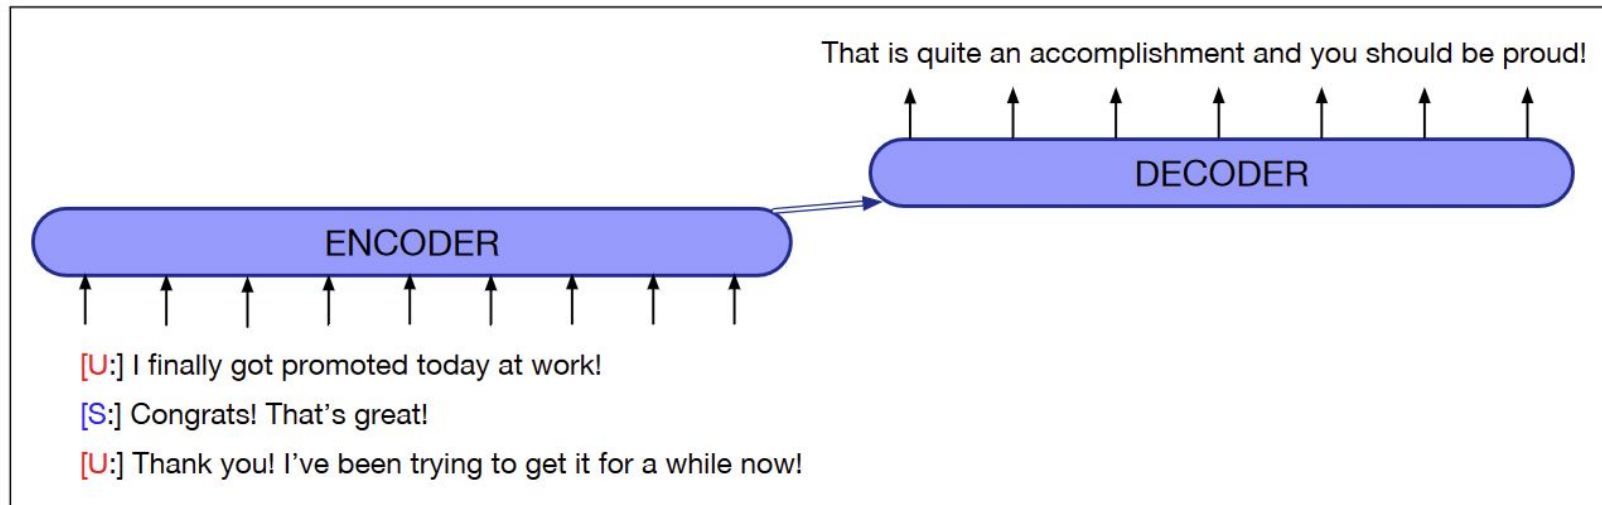 That is quite an accomplishment and you should be proud!
DECODER
ENCODER
[U:] I finally got promoted today at work!
[S:] Congrats! That's great!
[U:] Thank you! I've been trying to get it for a while now!